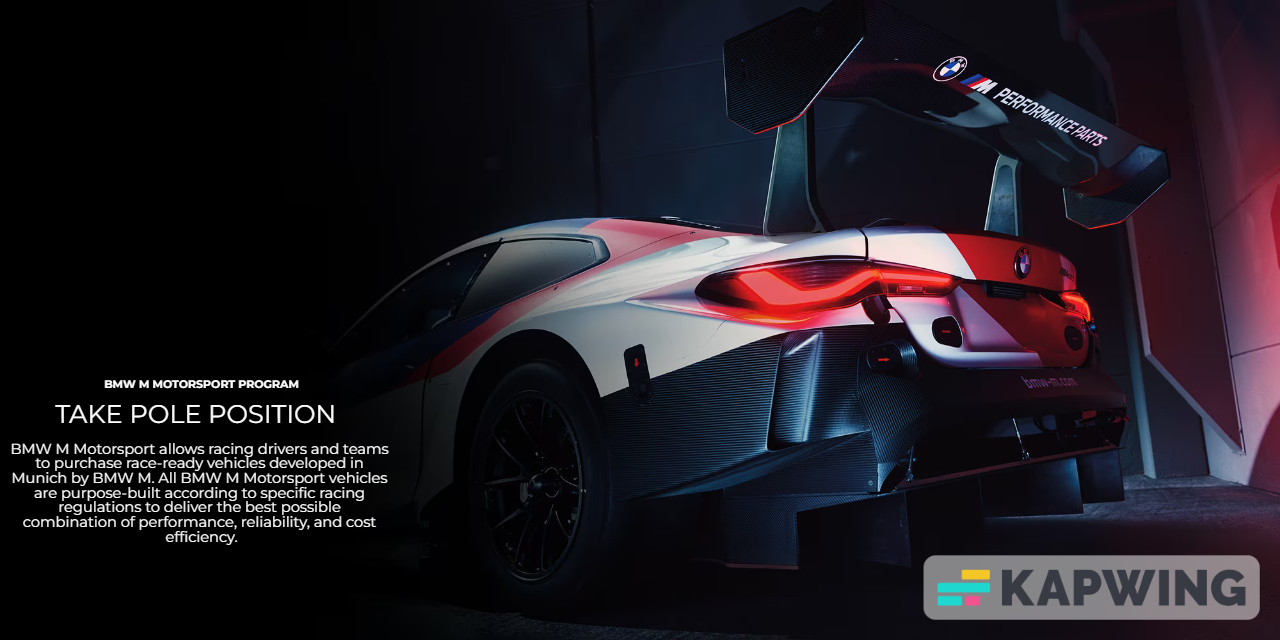 BMW
M PERFORMANCE PARTS
bmw-m.com
BMW M MOTORSPORT PROGRAM
TAKE POLE POSITION
BMW M Motorsport allows racing drivers and teams
to purchase race-ready vehicles developed in
Munich by BMW M. All BMW M Motorsport vehicles
are purpose-built according to specific racing
regulations to deliver the best possible
combination of performance, reliability, and cost
efficiency.
KAPWING